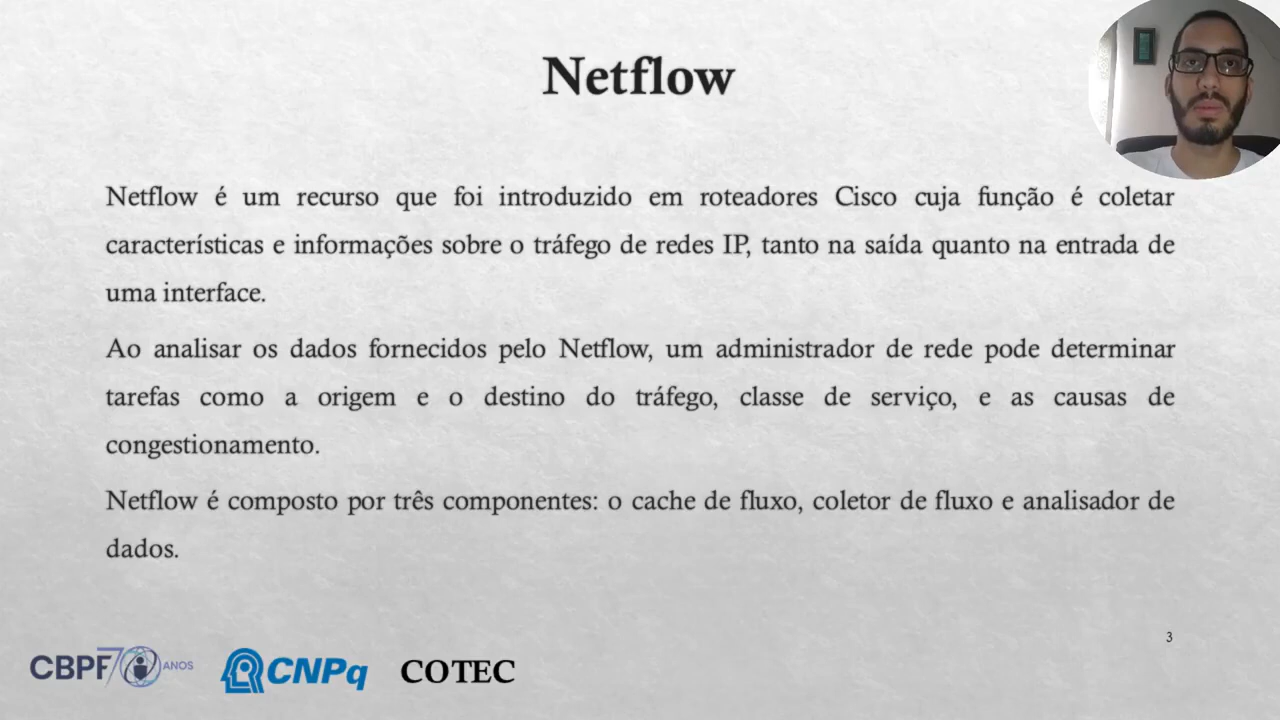 Netflow
Netflow é um recurso que foi introduzido em roteadores Cisco cuja função é coletar
características e informações sobre o tráfego de redes IP, tanto na saída quanto na entrada de
uma interface.
Ao analisar os dados fornecidos pelo Netflow, um administrador de rede pode determinar
tarefas como a origem e o destino do tráfego, classe de serviço, e as causas de
congestionamento.
Netflow é composto por três componentes: o cache de fluxo, coletor de fluxo e analisador de
dados.
3
CBPF 70 ANOS CNPq COTEC